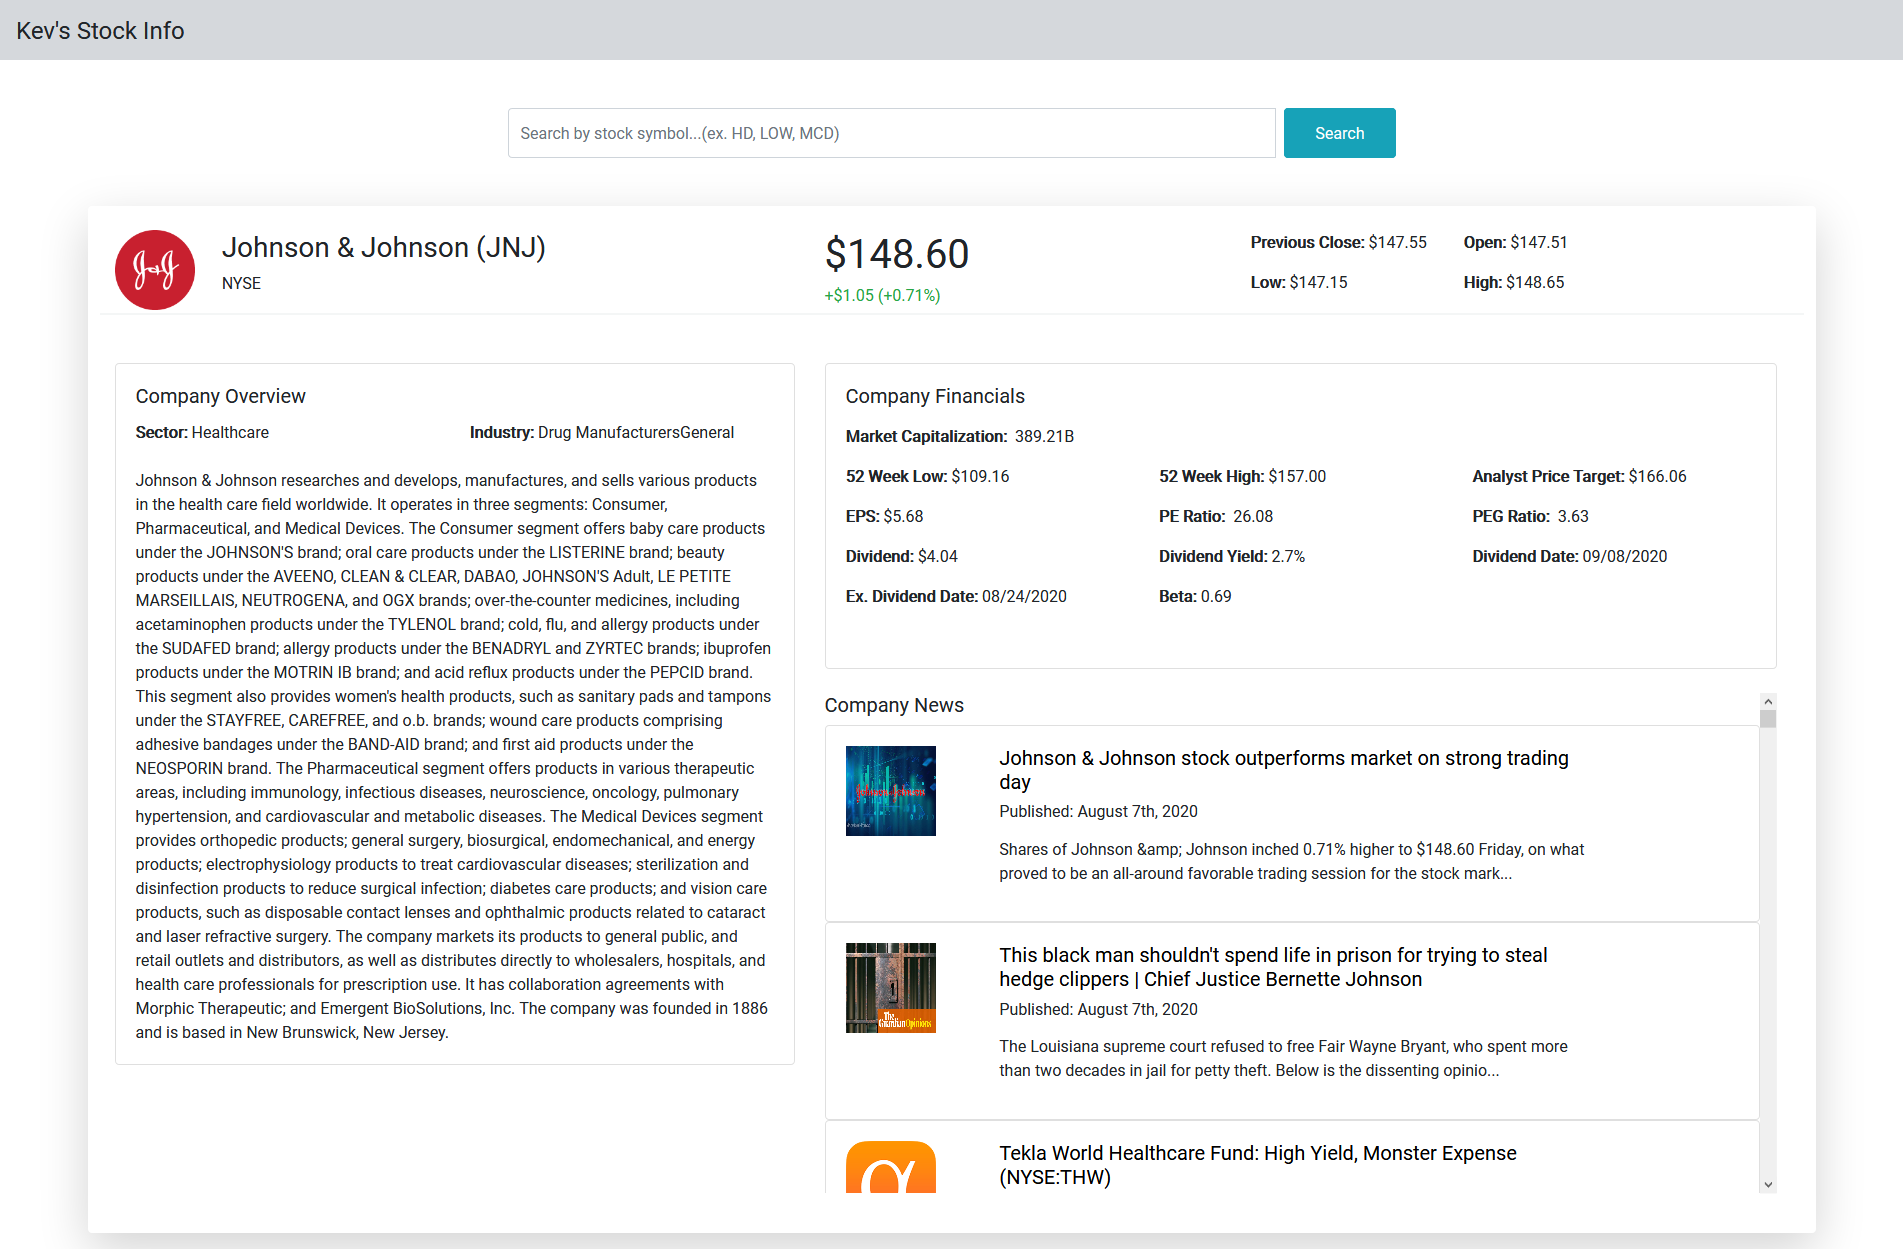 Kev's Stock Info
Search by stock symbol...(ex. HD, LOW, MCD)
Search
J&J
Johnson & Johnson (JNJ)
NYSE
$148.60
+$1.05 (+0.71%)
Previous Close: $147.55
Open: $147.51
Low: $147.15
High: $148.65
Company Overview
Sector: Healthcare
Industry: Drug ManufacturersGeneral
Johnson & Johnson researches and develops, manufactures, and sells various products
in the health care field worldwide. It operates in three segments: Consumer,
Pharmaceutical, and Medical Devices. The Consumer segment offers baby care products
under the JOHNSON'S brand; oral care products under the LISTERINE brand; beauty
products under the AVEENO, CLEAN & CLEAR, DABAO, JOHNSON'S Adult, LE PETITE
MARSEILLAIS, NEUTROGENA, and OGX brands; over-the-counter medicines, including
acetaminophen products under the TYLENOL brand; cold, flu, and allergy products under
the SUDAFED brand; allergy products under the BENADRYL and ZYRTEC brands; ibuprofen
products under the MOTRIN IB brand; and acid reflux products under the PEPCID brand.
This segment also provides women's health products, such as sanitary pads and tampons
under the STAYFREE, CAREFREE, and o.b. brands; wound care products comprising
adhesive bandages under the BAND-AID brand; and first aid products under the
NEOSPORIN brand. The Pharmaceutical segment offers products in various therapeutic
areas, including immunology, infectious diseases, neuroscience, oncology, pulmonary
hypertension, and cardiovascular and metabolic diseases. The Medical Devices segment
provides orthopedic products; general surgery, biosurgical, endomechanical, and energy
products; electrophysiology products to treat cardiovascular diseases; sterilization and
disinfection products to reduce surgical infection; diabetes care products; and vision care
products, such as disposable contact lenses and ophthalmic products related to cataract
and laser refractive surgery. The company markets its products to general public, and
retail outlets and distributors, as well as distributes directly to wholesalers, hospitals, and
health care professionals for prescription use. It has collaboration agreements with
Morphic Therapeutic; and Emergent BioSolutions, Inc. The company was founded in 1886
and is based in New Brunswick, New Jersey.
Company Financials
Market Capitalization: 389.21B
52 Week Low: $109.16
52 Week High: $157.00
Analyst Price Target: $166.06
EPS: $5.68
PE Ratio: 26.08
PEG Ratio: 3.63
Dividend: $4.04
Dividend Yield: 2.7%
Dividend Date: 09/08/2020
Ex. Dividend Date: 08/24/2020
Beta: 0.69
Company News
Johnson & Johnson stock outperforms market on strong trading
day
Published: August 7th, 2020
Shares of Johnson &amp; Johnson inched 0.71% higher to $148.60 Friday, on what
proved to be an all-around favorable trading session for the stock mark...
The
Guardian Opinions
This black man shouldn't spend life in prison for trying to steal
hedge clippers | Chief Justice Bernette Johnson
Published: August 7th, 2020
The Louisiana supreme court refused to free Fair Wayne Bryant, who spent more
than two decades in jail for petty theft. Below is the dissenting opinio...
Tekla World Healthcare Fund: High Yield, Monster Expense
(NYSE:THW)